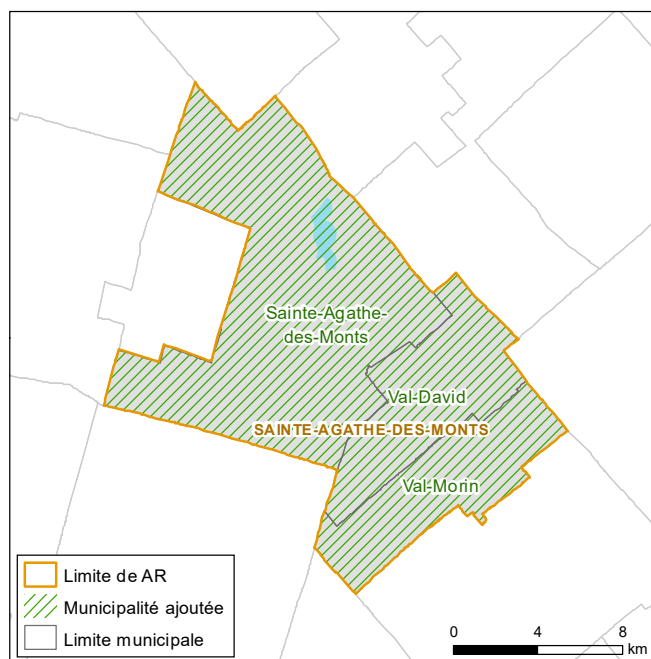 Sainte-Agathe-
des-Monts
Val-David
SAINTE-AGATHE-DES-MONTS
Val-Morin
Limite de AR
Municipalité ajoutée
Limite municipale
0 4 8
km